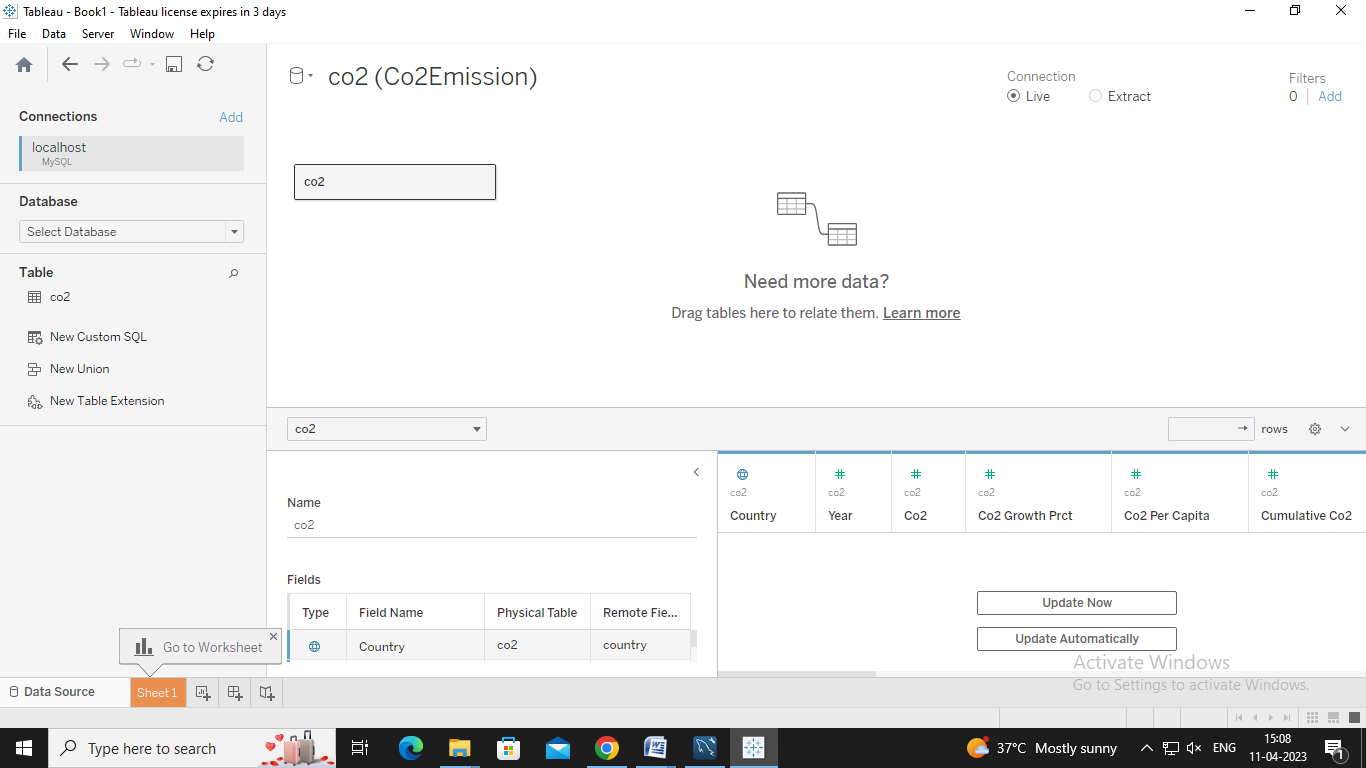 Tableau - Book1 - Tableau license expires in 3 days
File Data Server Window Help
Connections Add
localhost
MySQL
Database
Select Database
Table
co2
New Custom SQL
New Union
New Table Extension
co2 (Co2Emission)
Connection
Live Extract
Filters
0 Add
co2
Need more data?
Drag tables here to relate them. Learn more
co2
rows
Name
co2
Fields
Type Field Name Physical Table Remote Fie...
Country co2 country
co2 co2 co2 co2 co2 co2
Country Year Co2 Co2 Growth Prct Co2 Per Capita Cumulative Co2
Update Now
Update Automatically
Activate Windows
Go to Settings to activate Windows.
Go to Worksheet
Data Source Sheet 1
Type here to search
37°C Mostly sunny
ENG
15:08
11-04-2023
1